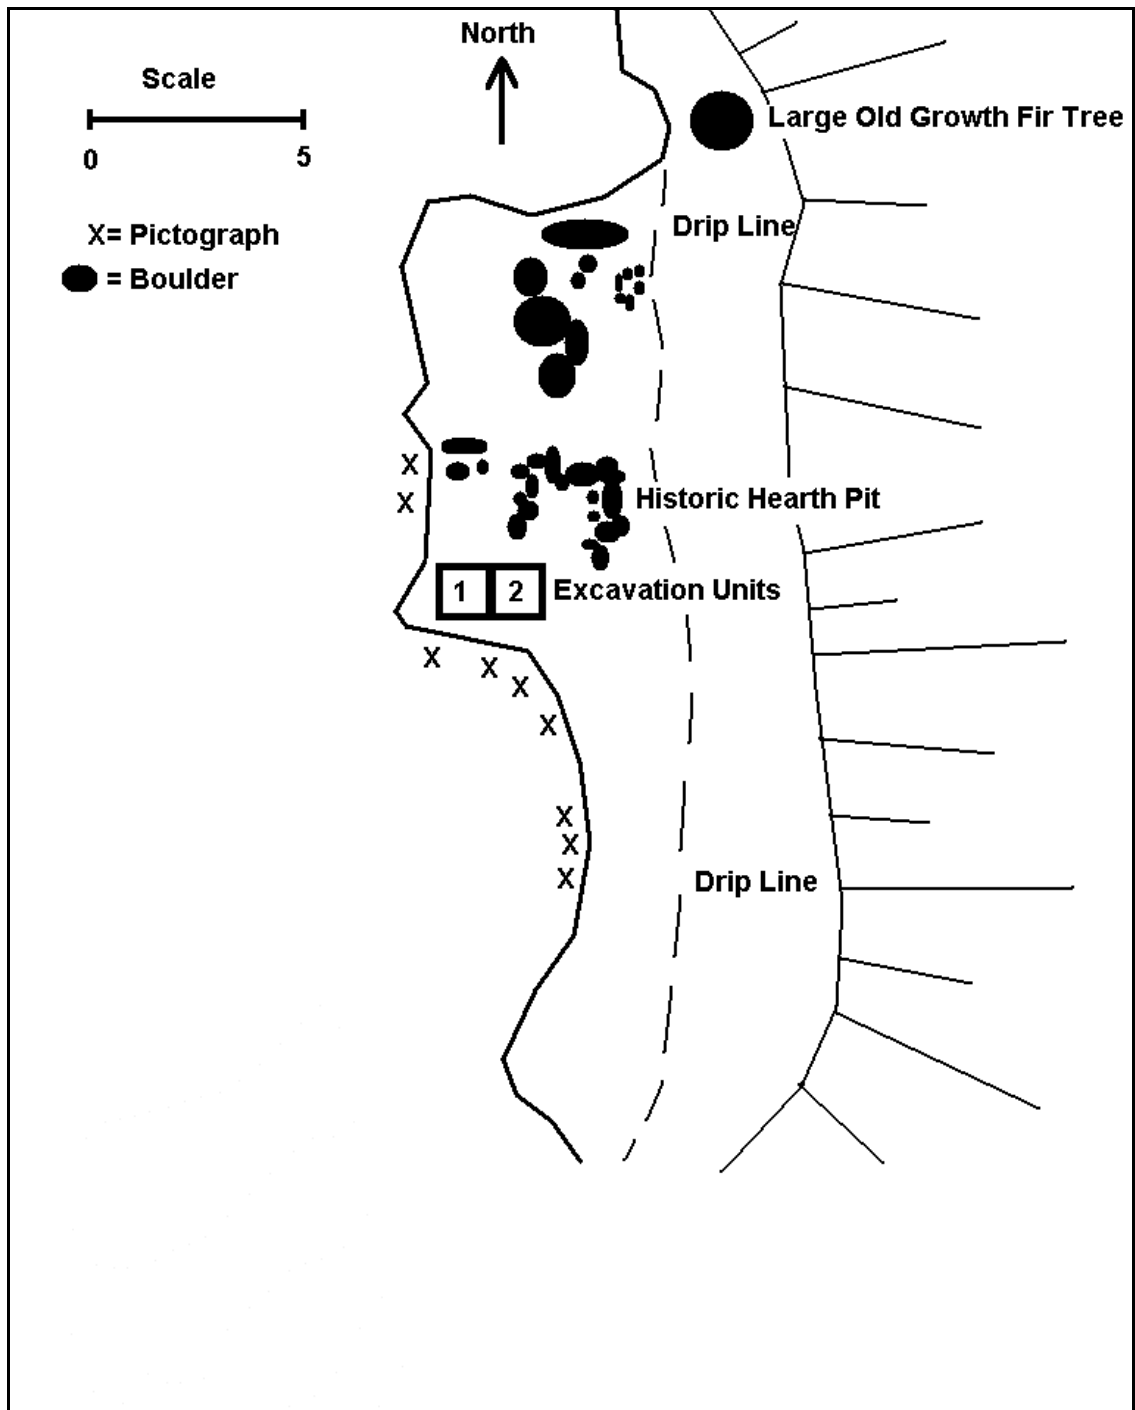 North
Scale
0 5
Large Old Growth Fir Tree
X= Pictograph
= Boulder
Drip Line
X
Historic Hearth Pit
X
1 2 Excavation Units
X
X
X
X
X
X
X
Drip Line